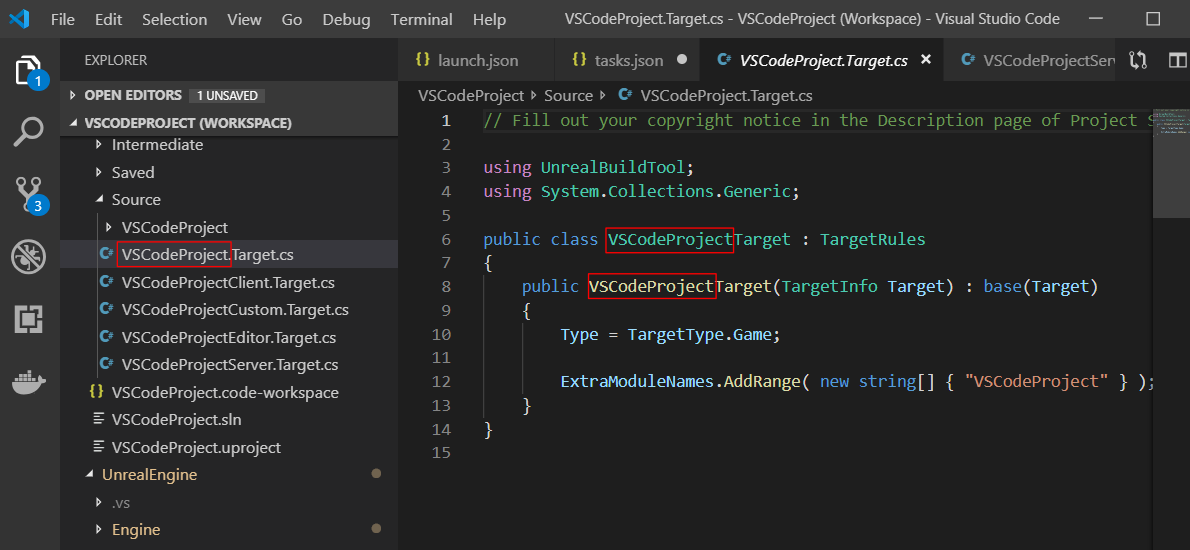 File Edit Selection View Go Debug Terminal Help VSCodeProject.Target.cs - VSCodeProject (Workspace) - Visual Studio Code
EXPLORER
{} launch.json {} tasks.json VSCodeProject.Target.cs VSCodeProjectSer
1
OPEN EDITORS 1 UNSAVED
VSCODEPROJECT (WORKSPACE)
Intermediate
Saved
Source
VSCodeProject
VSCodeProject.Target.cs
VSCodeProjectClient.Target.cs
VSCodeProjectCustom.Target.cs
VSCodeProjectEditor.Target.cs
VSCodeProjectServer.Target.cs
{} VSCodeProject.code-workspace
VSCodeProject.sln
VSCodeProject.uproject
UnrealEngine
.vs
Engine
3
VSCodeProject Source VSCodeProject.Target.cs
1 // Fill out your copyright notice in the Description page of Project S
2
3 using UnrealBuildTool;
4 using System.Collections.Generic;
5
6 public class VSCodeProjectTarget : TargetRules
7 {
8 public VSCodeProjectTarget(TargetInfo Target) : base(Target)
9 {
10 Type = TargetType.Game;
11
12 ExtraModuleNames.AddRange( new string[] { "VSCodeProject" } );
13 }
14 }
15